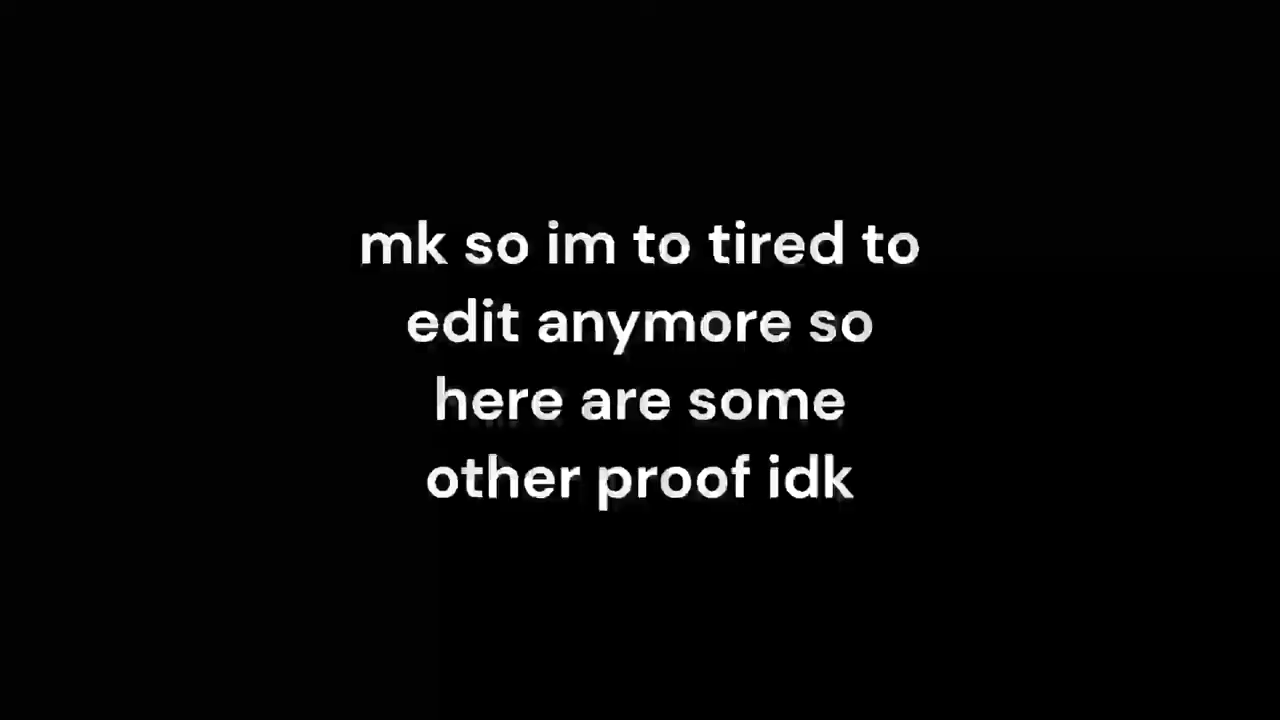 mk so im to tired to
edit anymore so
here are some
other proof idk